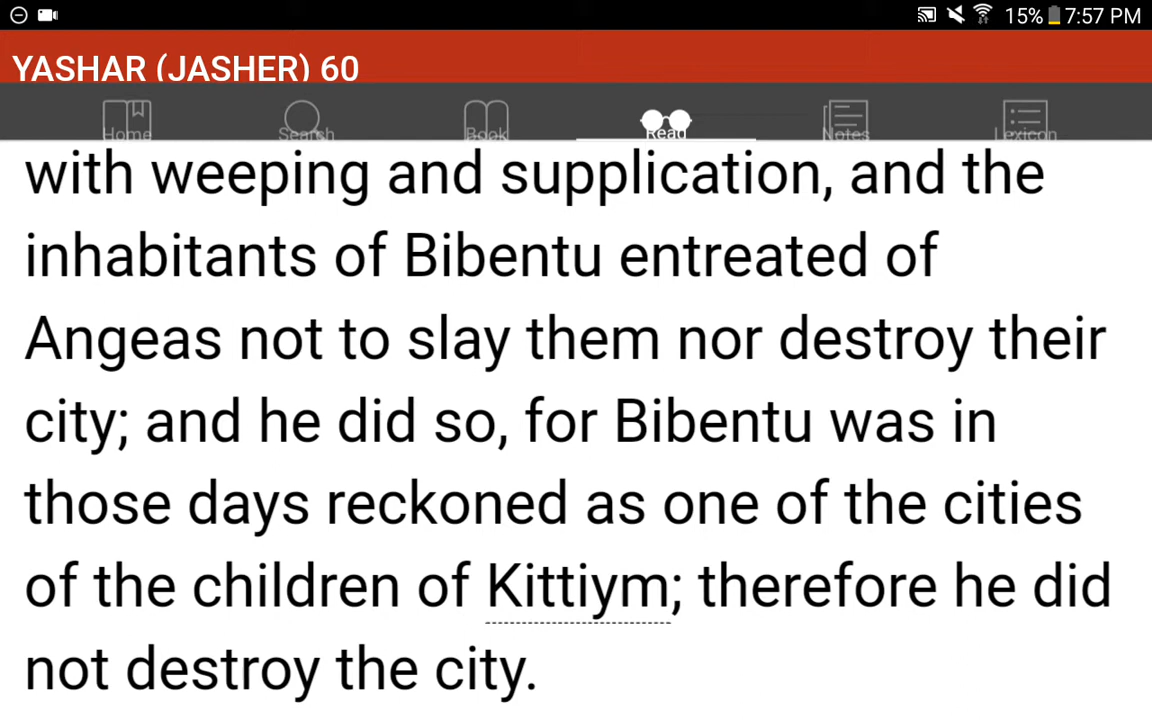 15% 7:57 PM
YASHAR (JASHER) 60
Home Search Book Read Notes Lexicon
with weeping and supplication, and the
inhabitants of Bibentu entreated of
Angeas not to slay them nor destroy their
city; and he did so, for Bibentu was in
those days reckoned as one of the cities
of the children of Kittiym; therefore he did
not destroy the city.